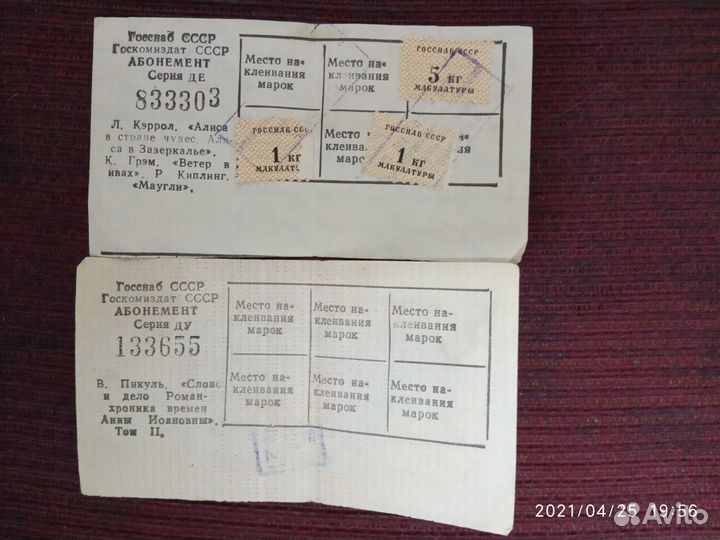 Госснаб СССР
Госкомиздат СССР
АБОНЕМЕНТ
Серия ДЕ
833303
Л. Кэррол. «Алиса
в стране чудес. Али-
са в Зазеркалье».
К. Грэм. «Ветер в
ивах». Р Киплинг.
«Маугли».
Место на-
клеивания
марок
Место на-
клеивания
марок
ГОССНАБ СССР
5 КГ
МАКУЛАТУРЫ
ГОССНАБ СССР
1 КГ
МАКУЛАТУРЫ
Место
клеив
марок
ГОССНАБ СССР
1 КГ
МАКУЛАТУРЫ
Госснаб СССР
Госкомиздат СССР
АБОНЕМЕНТ
Серия ДУ
133655
В. Пикуль. «Слово
и дело Роман-
хроника времен
Анны Иоановны».
Том II.
Место на-
клеивания
марок
Место на-
клеивания
марок
Место на-
клеивания
марок
Место на-
клеивания
марок
Место на-
клеивания
марок
Место на-
клеивания
марок
2021/04/25 19:56
Avito